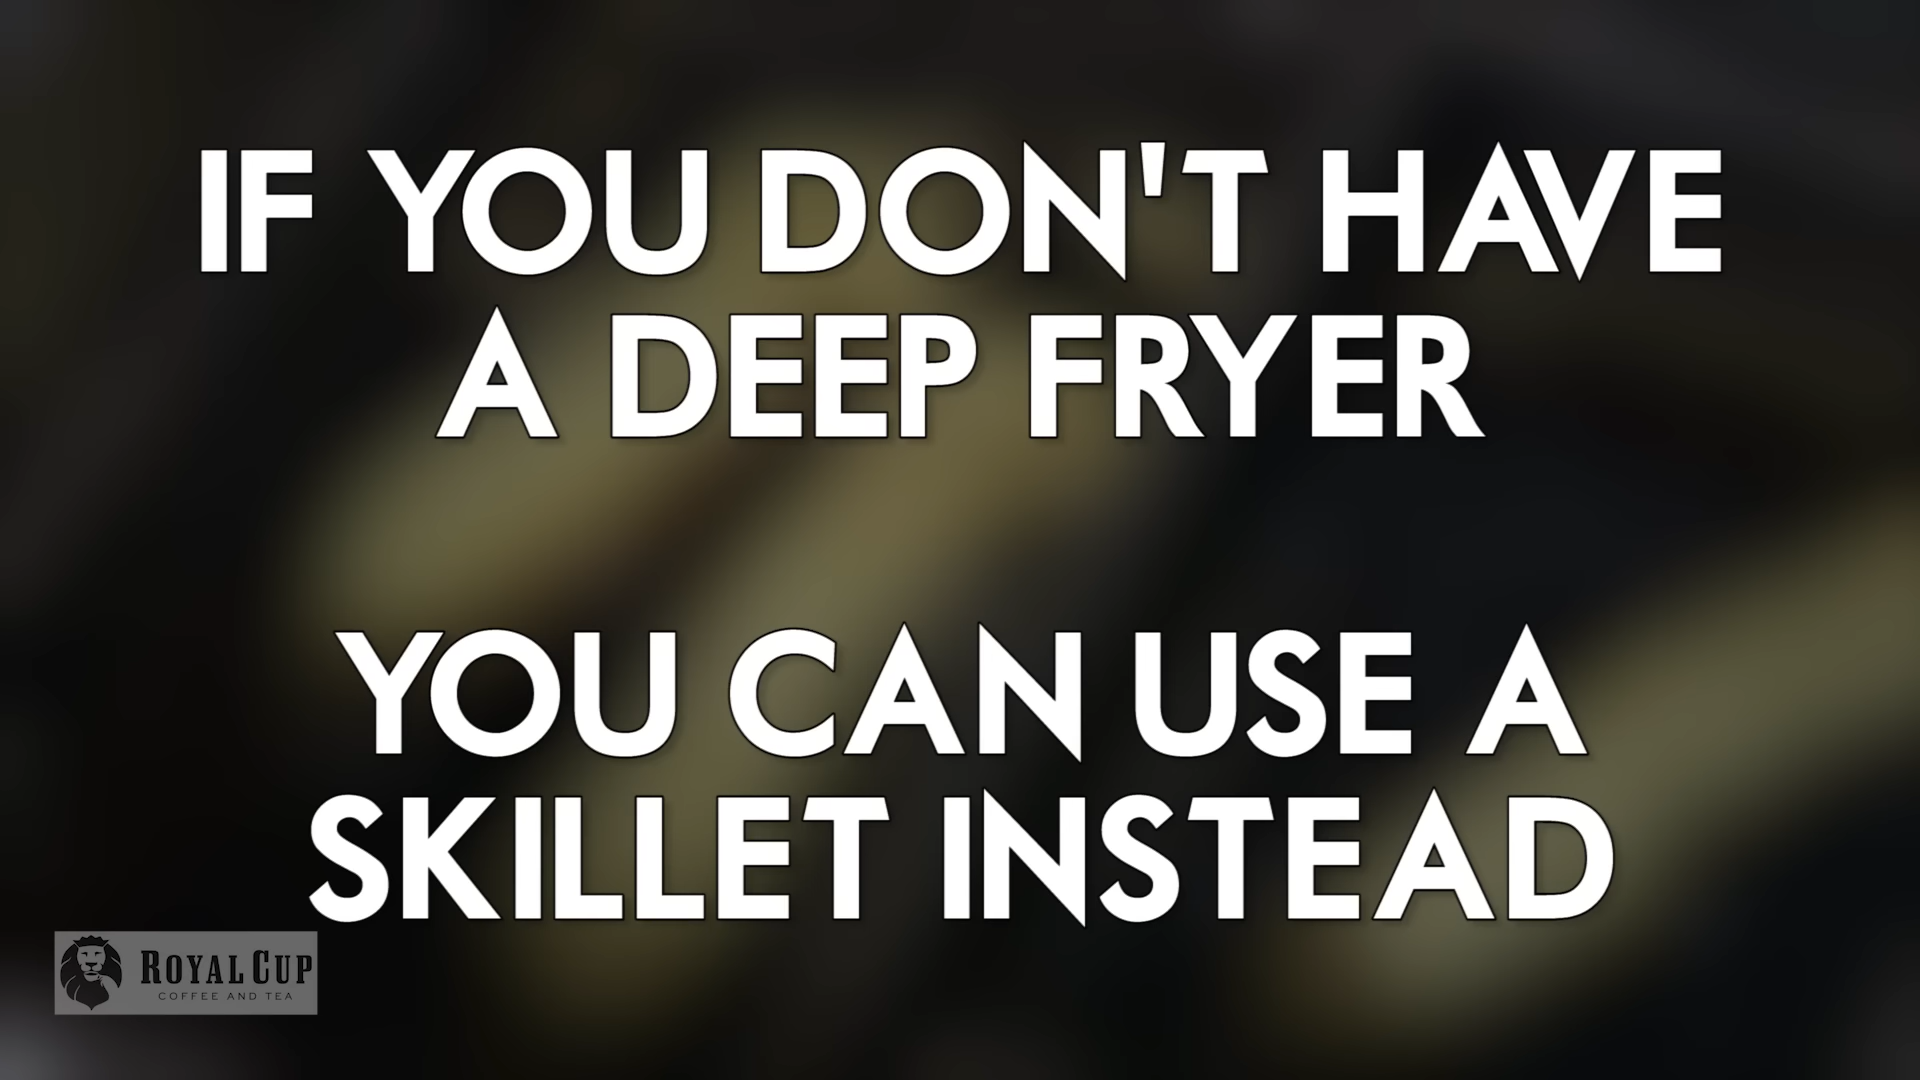 IF YOU DON'T HAVE
A DEEP FRYER
YOU CAN USE A
SKILLET INSTEAD
ROYAL CUP
COFFEE AND TEA